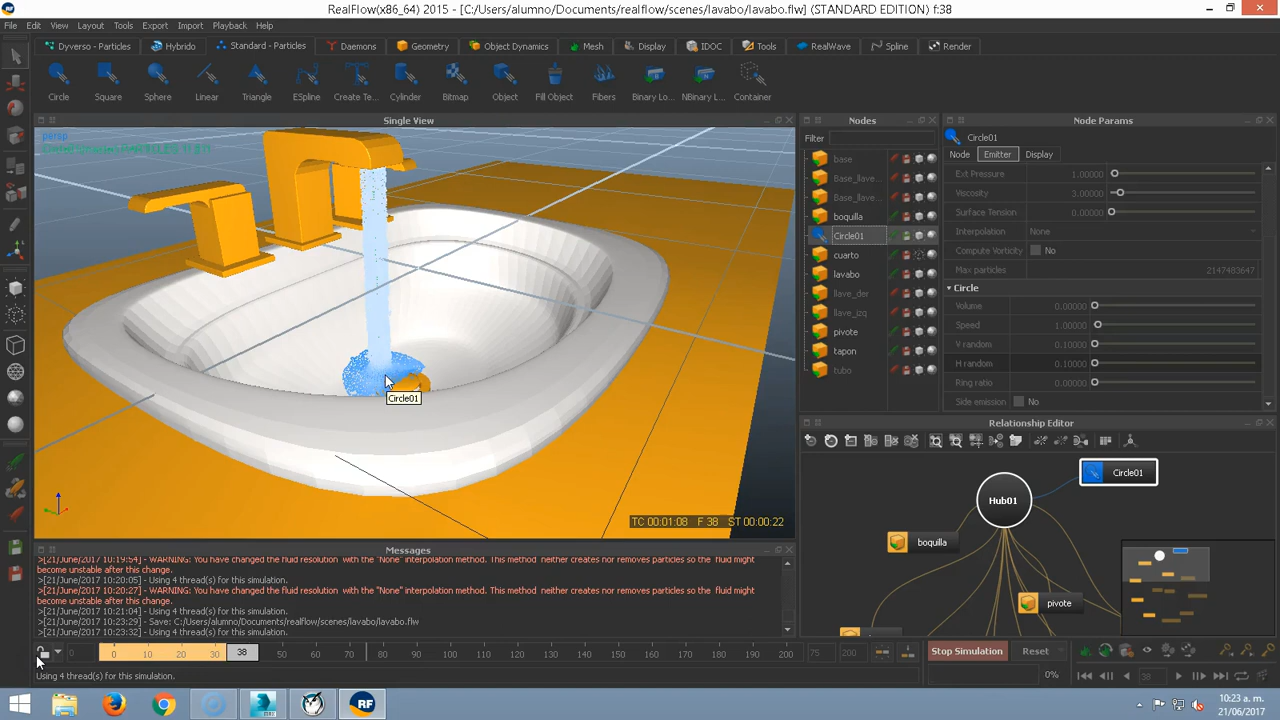 RealFlow(x86_64) 2015 - [C:/Users/alumno/Documents/realflow/scenes/lavabo/lavabo.flw] (STANDARD EDITION) f:38
File Edit View Layout Tools Export Import Playback Help
Dyverso - Particles Hybrido Standard - Particles Daemons Geometry Object Dynamics Mesh Display IDOC Tools RealWave Spline Render
Circle Square Sphere Linear Triangle ESpline Create Te... Cylinder Bitmap Object Fill Object Fibers Binary Lo... NBinary L... Container
Single View
Nodes
Node Params
persp
Filter
Circle01
Node Emitter Display
base
Base_llave...
Base_llave...
boquilla
Circle01
cuarto
lavabo
llave_der
llave_izq
pivote
tapon
tubo
Ext Pressure 1.00000
Viscosity 3.00000
Surface Tension 0.00000
Interpolation None
Compute Vorticity No
Max particles 2147483647
Circle
Volume 0.00000
Speed 1.00000
V random 0.10000
H random 0.10000
Ring ratio 0.00000
Side emission No
Circle01
TC 00:01:08 F 38 ST 00:00:22
Relationship Editor
Circle01
Hub01
boquilla
pivote
Messages
>[21/June/2017 10:19:54] - WARNING: You have changed the fluid resolution with the "None" interpolation method. This method neither creates nor removes particles so the fluid might
become unstable after this change.
>[21/June/2017 10:20:05] - Using 4 thread(s) for this simulation.
>[21/June/2017 10:20:27] - WARNING: You have changed the fluid resolution with the "None" interpolation method. This method neither creates nor removes particles so the fluid might
become unstable after this change.
>[21/June/2017 10:21:04] - Using 4 thread(s) for this simulation.
>[21/June/2017 10:23:29] - Save: C:/Users/alumno/Documents/realflow/scenes/lavabo/lavabo.flw
>[21/June/2017 10:23:32] - Using 4 thread(s) for this simulation.
0 0 10 20 30 38 50 60 70 80 90 100 110 120 130 140 150 160 170 180 190 200 75 200
Stop Simulation Reset
Using 4 thread(s) for this simulation.
0%
38
RF
10:23 a. m.
21/06/2017